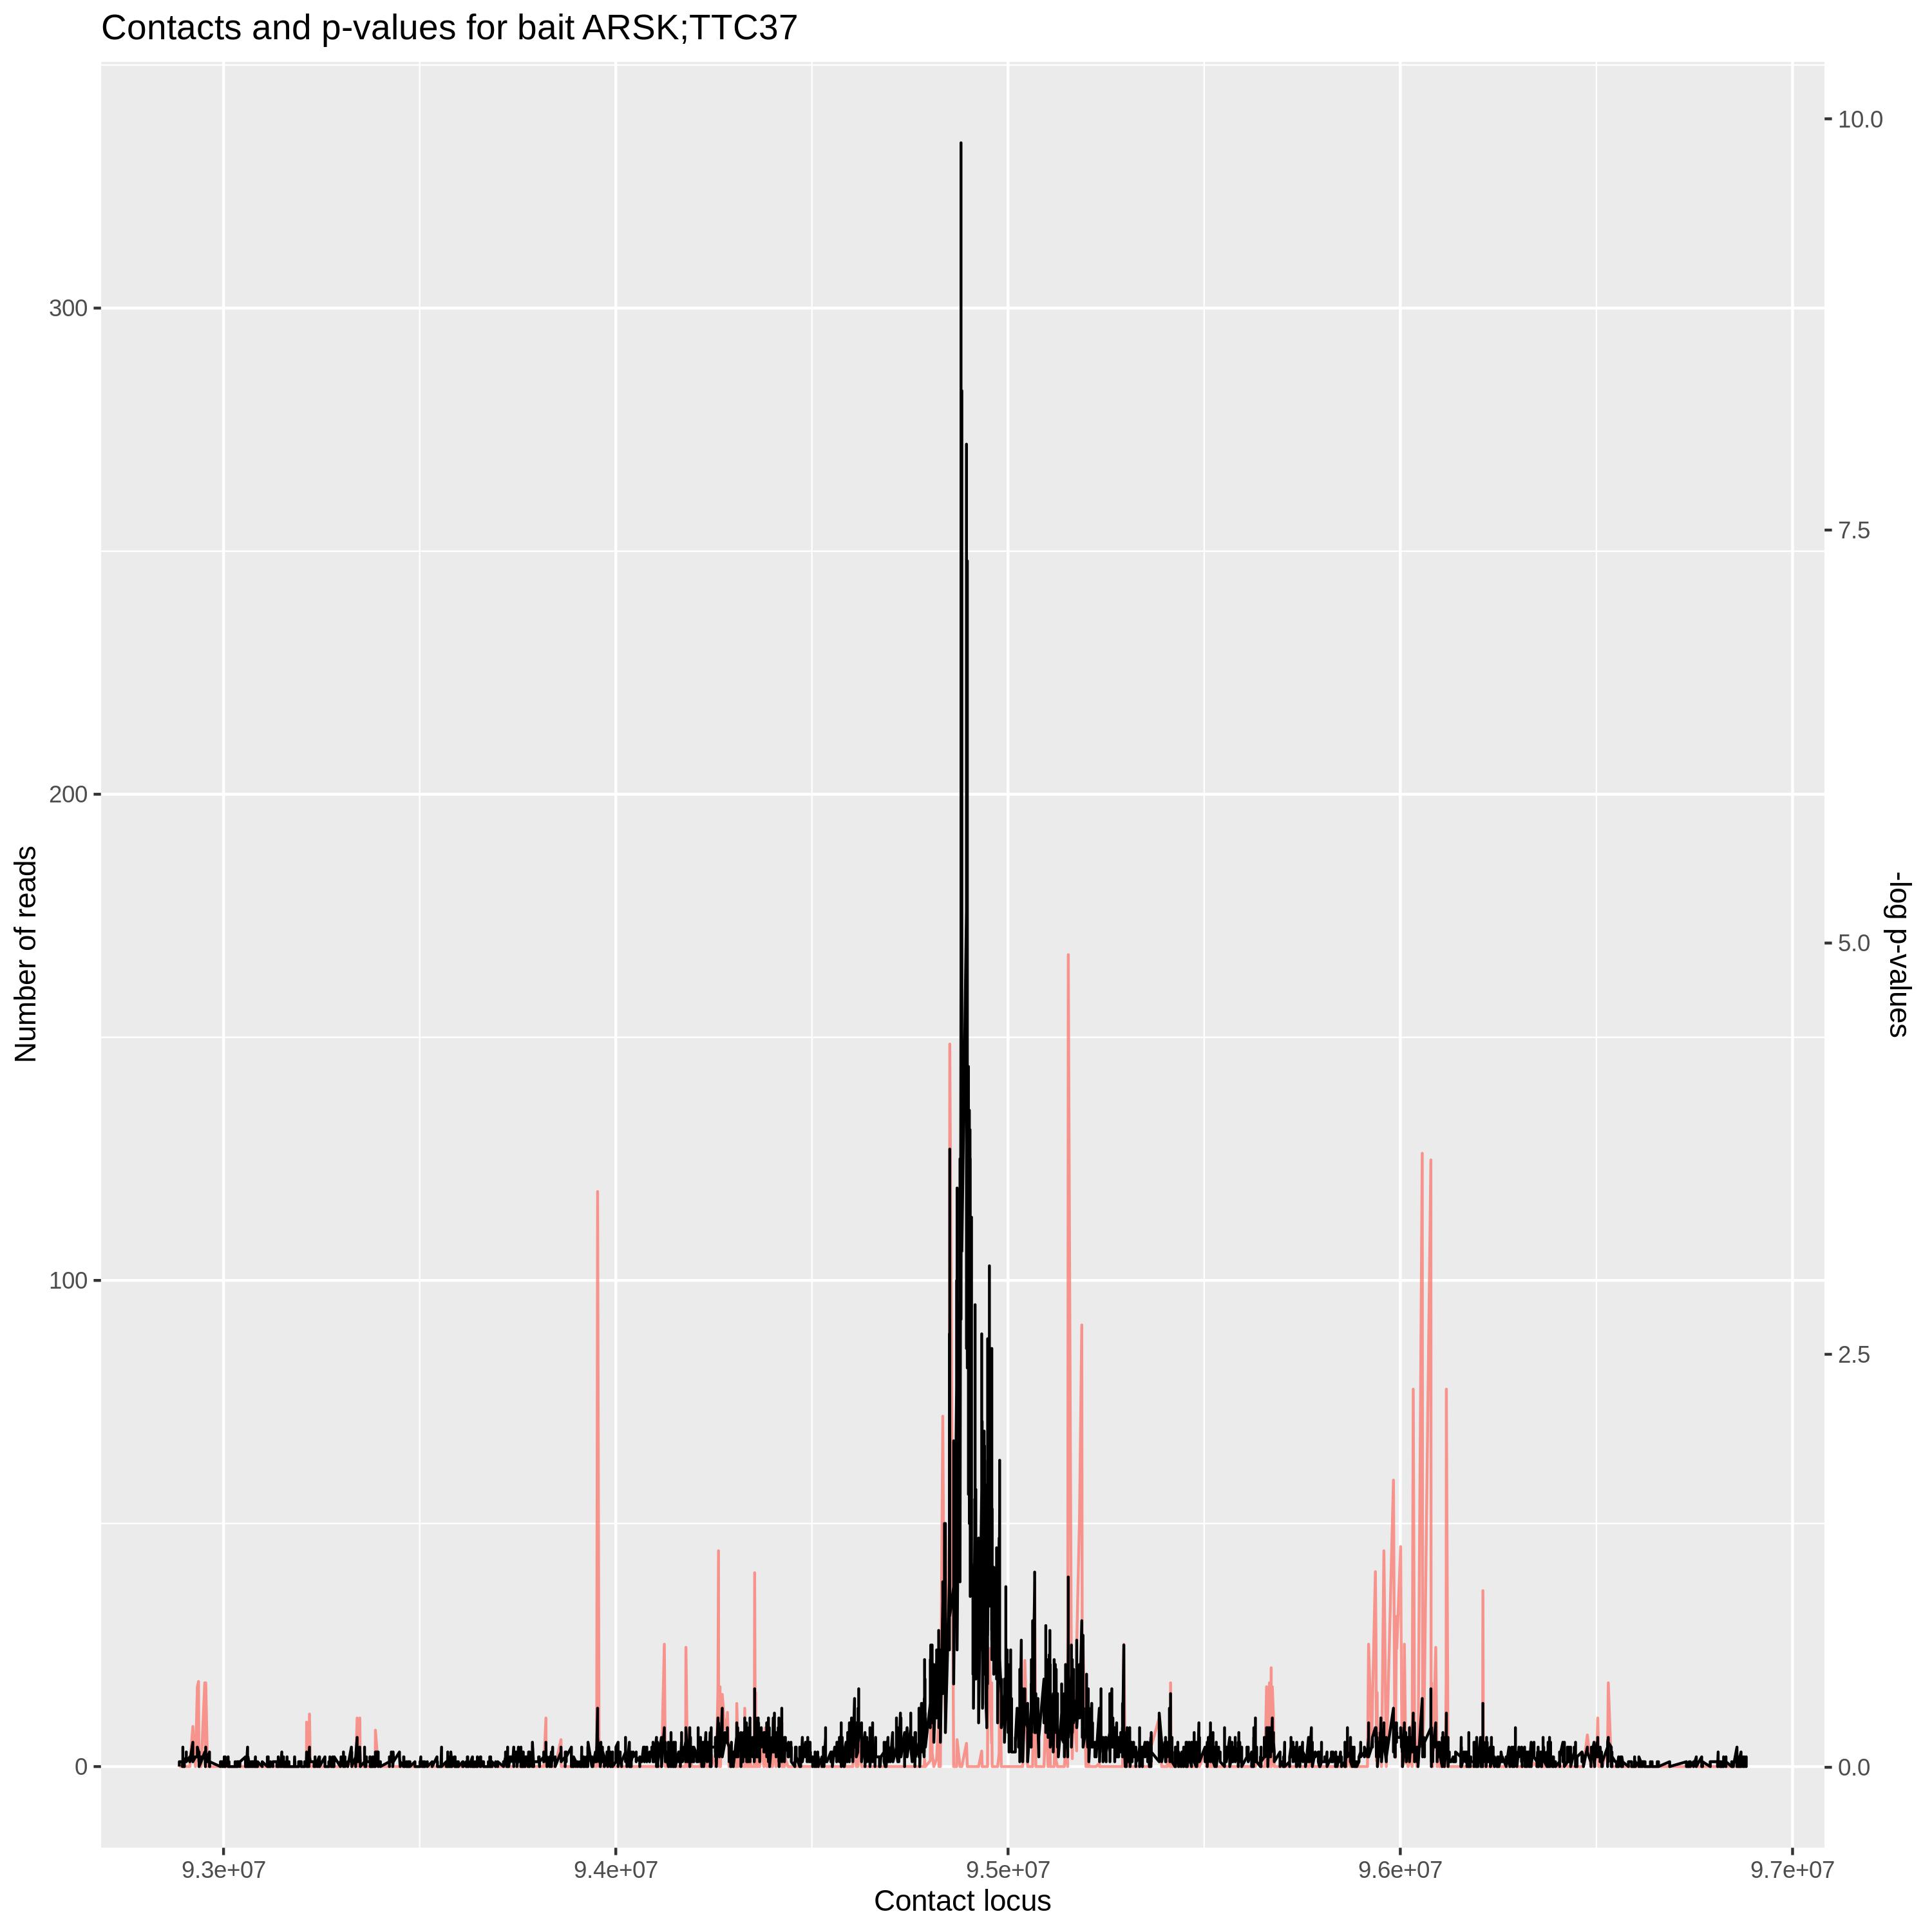 Contacts and p-values for bait ARSK;TTC37
10.0
300
7.5
200
Number of reads
-log p-values
5.0
100
2.5
0
0.0
9.3e+07
9.4e+07
9.5e+07
9.6e+07
9.7e+07
Contact locus